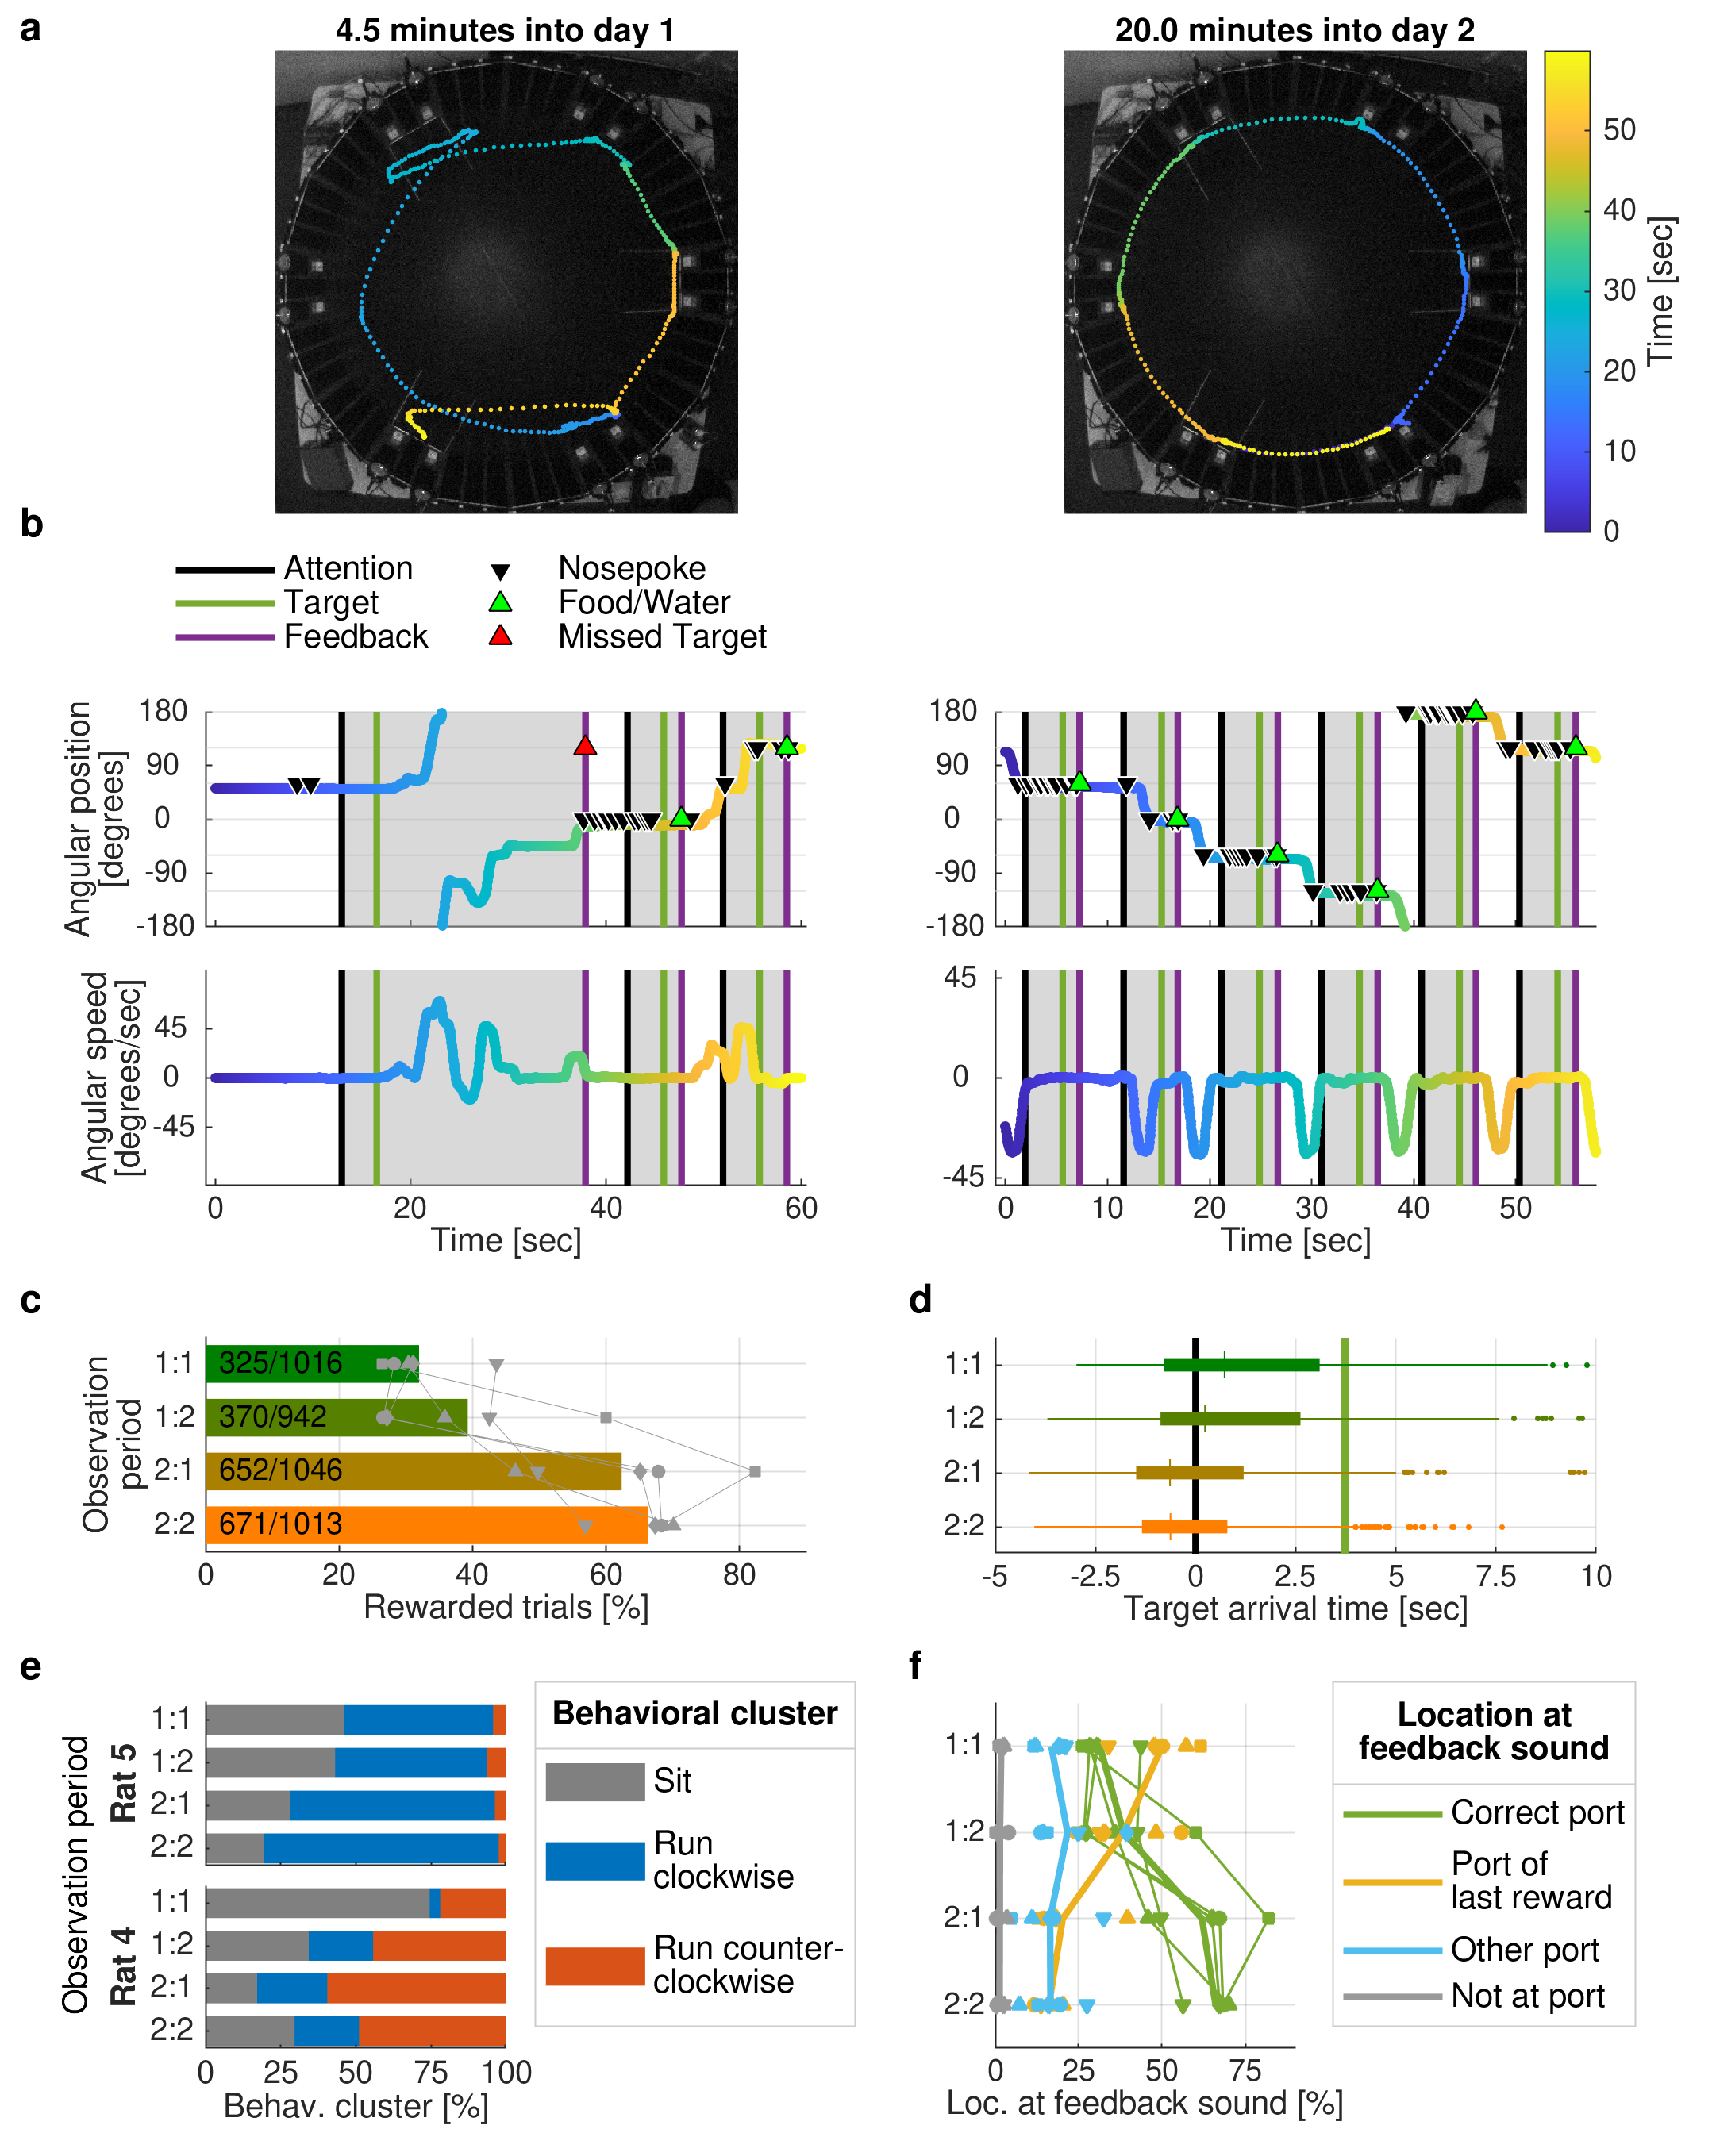 a
4.5 minutes into day 1
20.0 minutes into day 2
50
40
30
20
10
0
Time [sec]
b
Attention
Target
Feedback
Nosepoke
Food/Water
Missed Target
Angular position
[degrees]
180
90
0
-90
-180
180
90
0
-90
-180
Angular speed
[degrees/sec]
45
0
-45
0
20
40
60
Time [sec]
45
0
-45
0
10
20
30
40
50
Time [sec]
c
Observation
period
1:1
325/1016
1:2
370/942
2:1
652/1046
2:2
671/1013
0
20
40
60
80
Rewarded trials [%]
d
1:1
1:2
2:1
2:2
-5
-2.5
0
2.5
5
7.5
10
Target arrival time [sec]
e
Observation period
Rat 5
1:1
1:2
2:1
2:2
Rat 4
1:1
1:2
2:1
2:2
0
25
50
75
100
Behav. cluster [%]
Behavioral cluster
Sit
Run
clockwise
Run counter-
clockwise
f
1:1
1:2
2:1
2:2
0
25
50
75
Loc. at feedback sound [%]
Location at
feedback sound
Correct port
Port of
last reward
Other port
Not at port